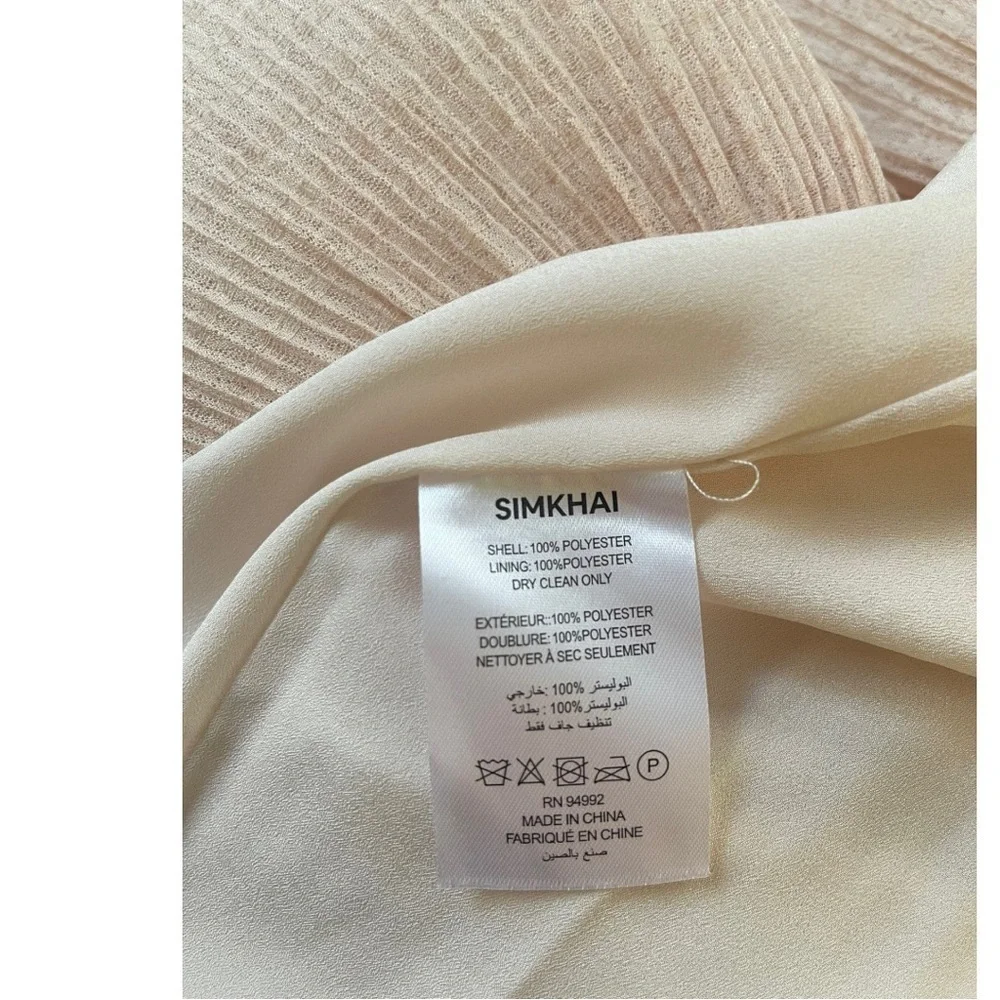 SIMKHAI
SHELL: 100% POLYESTER
LINING: 100%POLYESTER
DRY CLEAN ONLY
EXTÉRIEUR::100% POLYESTER
DOUBLURE: 100%POLYESTER
NETTOYER À SEC SEULEMENT
البوليستر 100% :خارجي
البوليستر 100% : بطانة
تنظيف جاف فقط
P
RN 94992
MADE IN CHINA
FABRIQUÉ EN CHINE
صنع بالصين